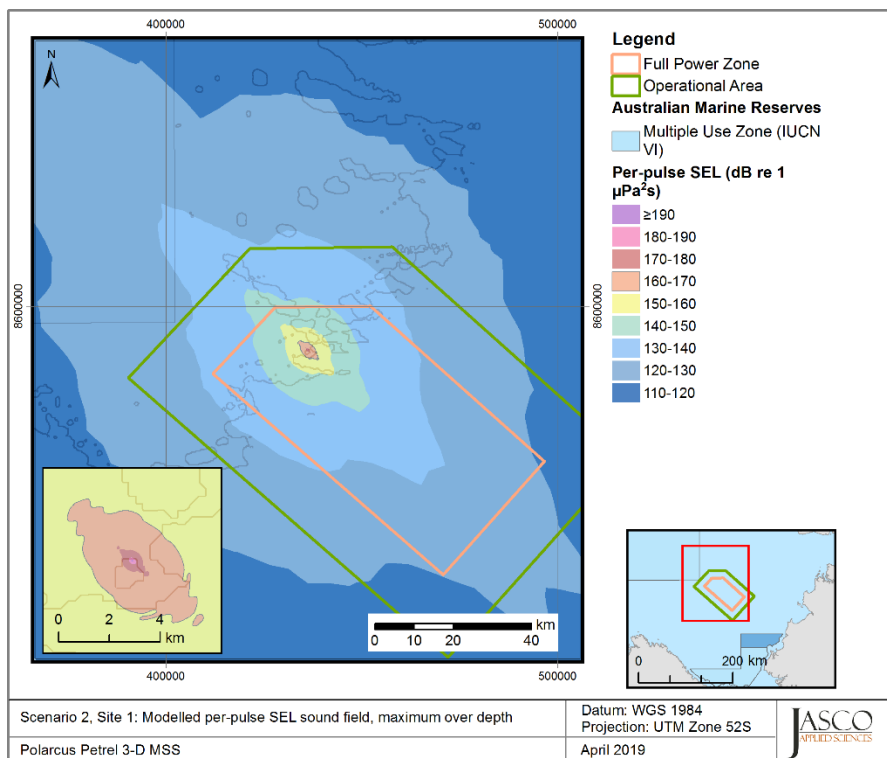 400000
500000
N
8600000
8600000
0 2 4
km
km
0 10 20 40
400000
500000
Legend
Full Power Zone
Operational Area
Australian Marine Reserves
Multiple Use Zone (IUCN
VI)
Per-pulse SEL (dB re 1
µPa²s)
≥190
180-190
170-180
160-170
150-160
140-150
130-140
120-130
110-120
0 200 km
Scenario 2, Site 1: Modelled per-pulse SEL sound field, maximum over depth
Polarcus Petrel 3-D MSS
Datum: WGS 1984
Projection: UTM Zone 52S
April 2019
JASCO
APPLIED SCIENCES